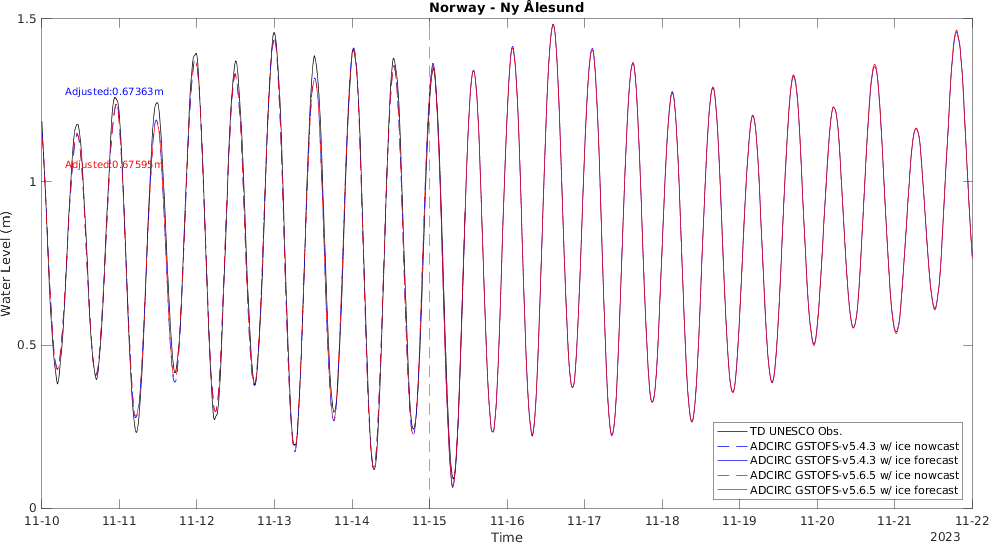 Norway - Ny Ålesund
1.5
Adjusted:0.67363m
Adjusted:0.67595m
1
Water Level (m)
0.5
0
TD UNESCO Obs.
ADCIRC GSTOFS-v5.4.3 w/ ice nowcast
ADCIRC GSTOFS-v5.4.3 w/ ice forecast
ADCIRC GSTOFS-v5.6.5 w/ ice nowcast
ADCIRC GSTOFS-v5.6.5 w/ ice forecast
11-10 11-11 11-12 11-13 11-14 11-15 11-16 11-17 11-18 11-19 11-20 11-21 11-22
Time
2023